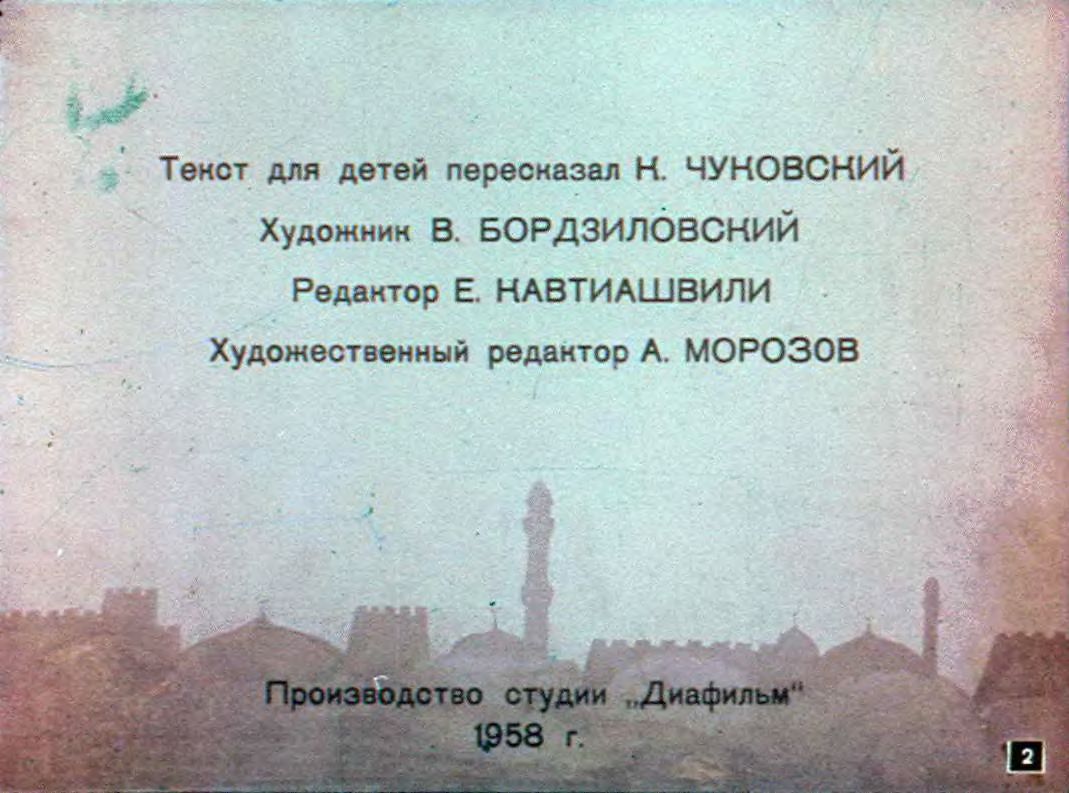 Текст для детей пересказал К. ЧУКОВСКИЙ
Художник В. БОРДЗИЛОВСКИЙ
Редактор Е. КАВТИАШВИЛИ
Художественный редактор А. МОРОЗОВ
Производство студии „Диафильм“
1958 г.
2